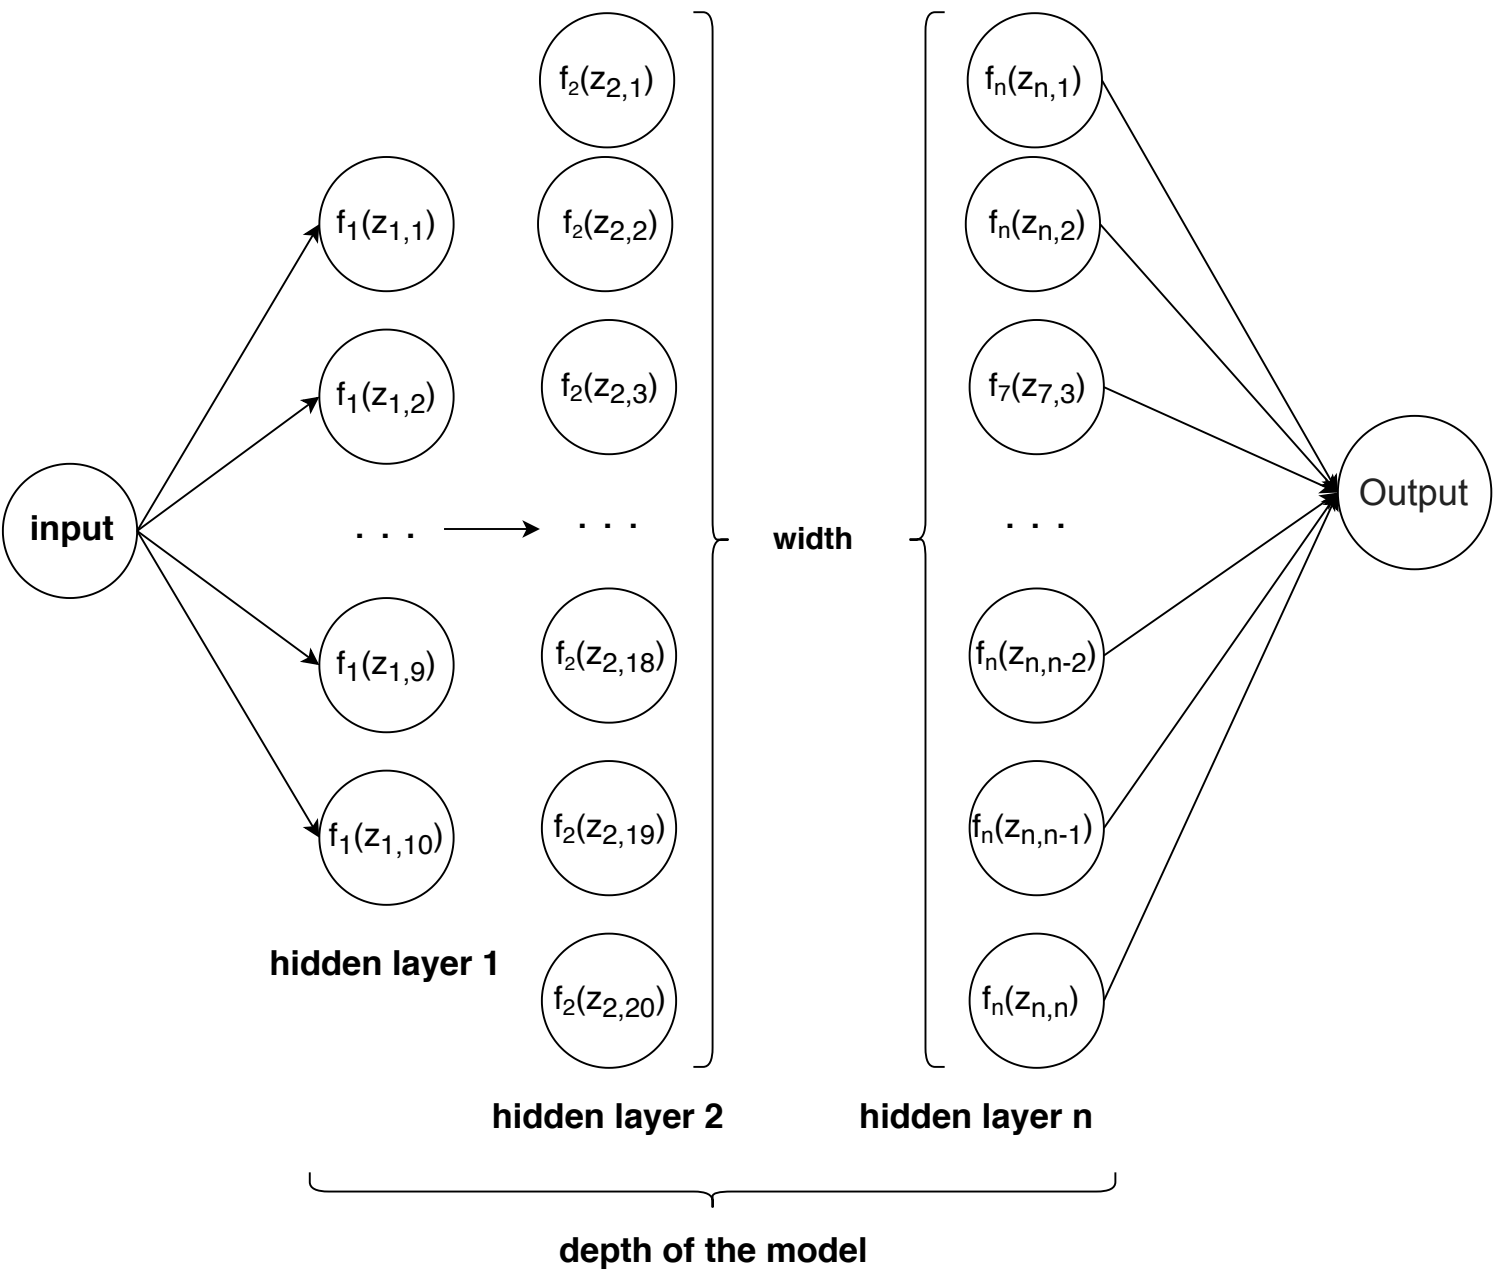 input
f₁(z₁,₁)
f₁(z₁,₂)
. . .
f₁(z₁,₉)
f₁(z₁,₁₀)
hidden layer 1
f₂(z₂,₁)
f₂(z₂,₂)
f₂(z₂,₃)
. . .
f₂(z₂,₁₈)
f₂(z₂,₁₉)
f₂(z₂,₂₀)
hidden layer 2
width
fₙ(zₙ,₁)
fₙ(zₙ,₂)
f₇(z₇,₃)
. . .
fₙ(zₙ,ₙ₋₂)
fₙ(zₙ,ₙ₋₁)
fₙ(zₙ,ₙ)
hidden layer n
Output
depth of the model